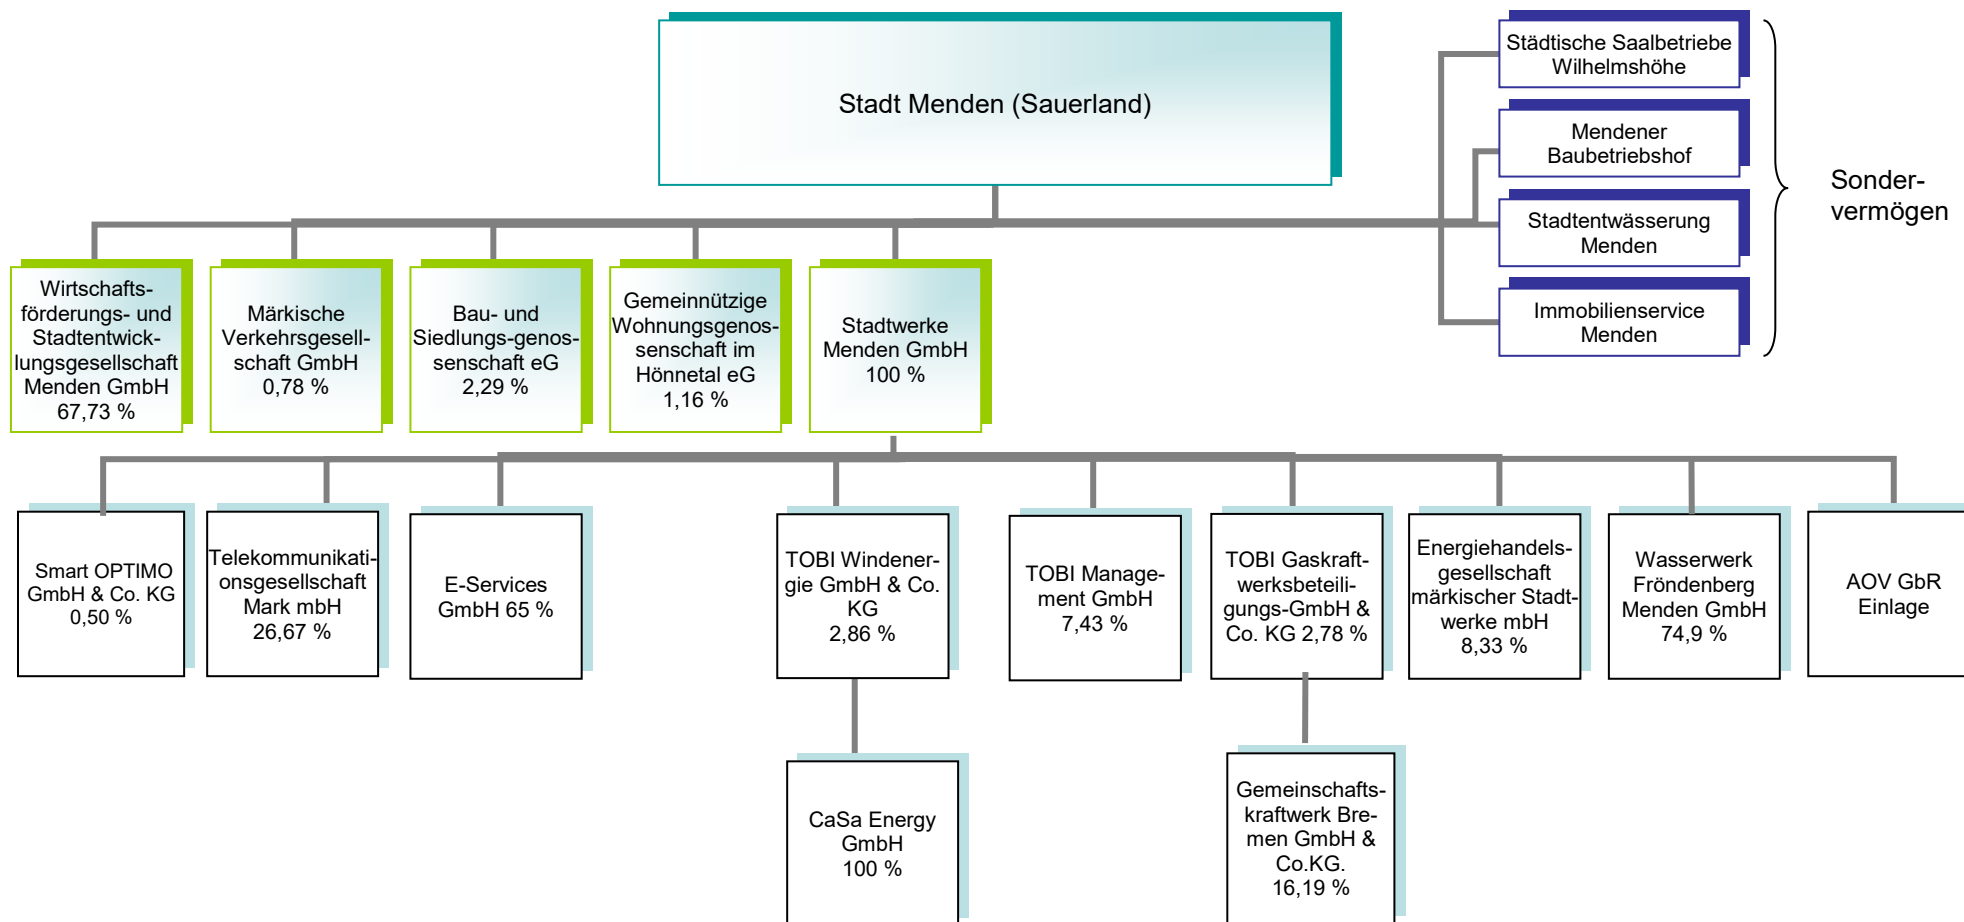 Stadt Menden (Sauerland)
Städtische Saalbetriebe
Wilhelmshöhe
Mendener
Baubetriebshof
Stadtentwässerung
Menden
Immobilienservice
Menden
Sonder-
vermögen
Wirtschafts-
förderungs- und
Stadtentwick-
lungsgesellschaft
Menden GmbH
67,73 %
Märkische
Verkehrsgesell-
schaft GmbH
0,78 %
Bau- und
Siedlungs-genos-
senschaft eG
2,29 %
Gemeinnützige
Wohnungsgenos-
senschaft im
Hönnetal eG
1,16 %
Stadtwerke
Menden GmbH
100 %
Smart OPTIMO
GmbH & Co. KG
0,50 %
Telekommunikati-
onsgesellschaft
Mark mbH
26,67 %
E-Services
GmbH 65 %
TOBI Windener-
gie GmbH & Co.
KG
2,86 %
TOBI Manage-
ment GmbH
7,43 %
TOBI Gaskraft-
werksbeteili-
gungs-GmbH &
Co. KG 2,78 %
Energiehandels-
gesellschaft
märkischer Stadt-
werke mbH
8,33 %
Wasserwerk
Fröndenberg
Menden GmbH
74,9 %
AOV GbR
Einlage
CaSa Energy
GmbH
100 %
Gemeinschafts-
kraftwerk Bre-
men GmbH &
Co.KG.
16,19 %